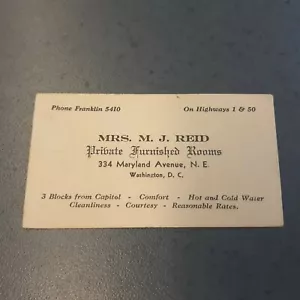 Phone Franklin 5410 On Highways 1 & 50
MRS. M. J. REID
Private Furnished Rooms
334 Maryland Avenue, N. E.
Washington, D. C.
3 Blocks from Capitol - Comfort - Hot and Cold Water
Cleanliness - Courtesy - Reasonable Rates.